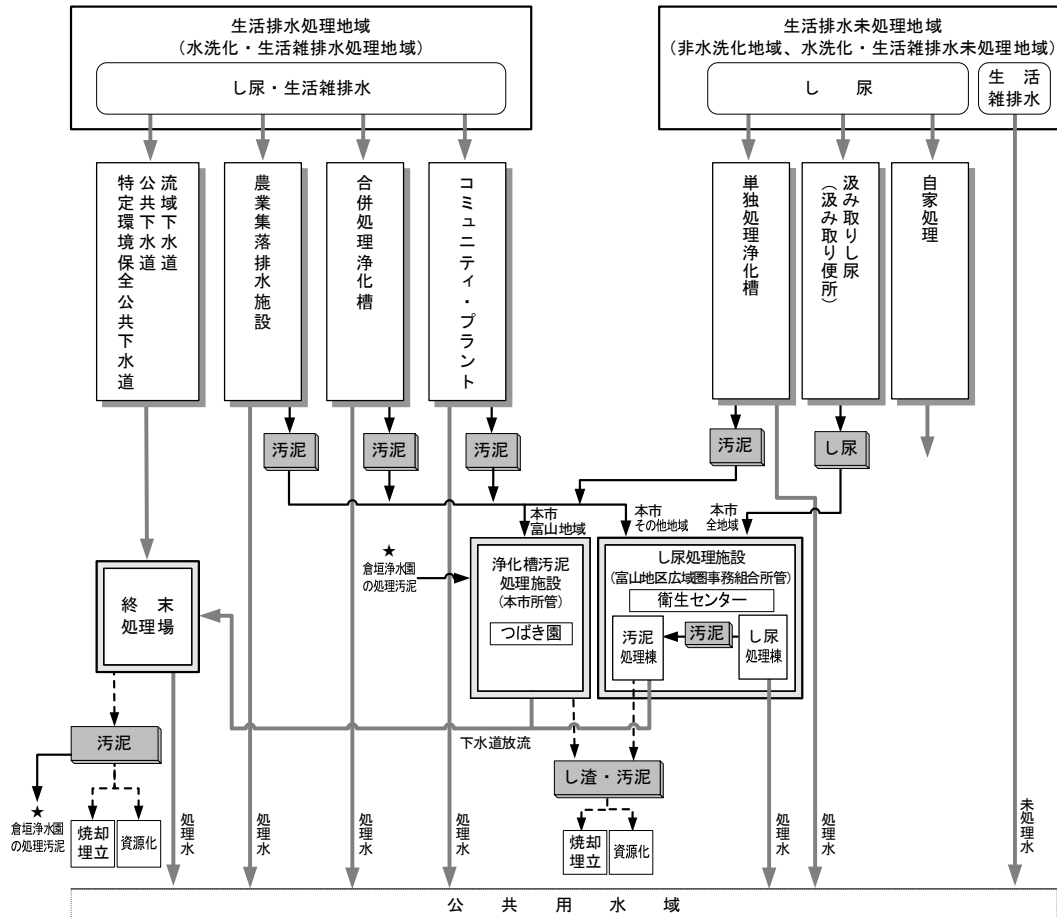 生活排水処理地域
(水洗化・生活雑排水処理地域)
し尿・生活雑排水
生活排水未処理地域
(非水洗化地域、水洗化・生活雑排水未処理地域)
し　尿
生　活
雑排水
流域下水道
公共下水道
特定環境保全公共下水道
農業集落排水施設
合併処理浄化槽
コミュニティ・プラント
単独処理浄化槽
汲み取りし尿
(汲み取り便所)
自家処理
汚泥
汚泥
汚泥
汚泥
し尿
本市
富山地域
本市
その他地域
本市
全地域
★
倉垣浄水園
の処理汚泥
浄化槽汚泥
処理施設
(本市所管)
つばき園
し尿処理施設
(富山地区広域圏事務組合所管)
衛生センター
汚泥
処理棟
汚泥
し尿
処理棟
終　末
処理場
下水道放流
汚泥
し渣・汚泥
★
倉垣浄水園
の処理汚泥
焼却
埋立
資源化
焼却
埋立
資源化
処理水
処理水
処理水
処理水
処理水
処理水
未処理水
公　共　用　水　域